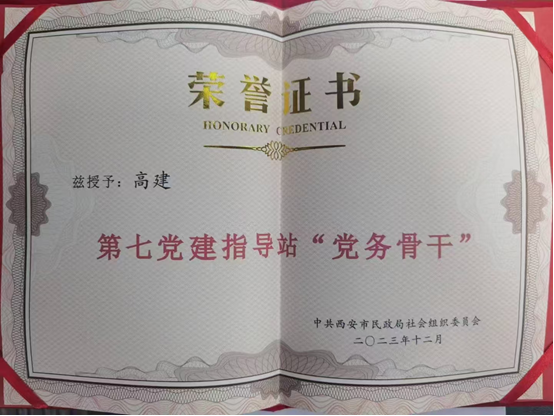 荣誉证书
HONORARY CREDENTIAL
兹授予：高建
第七党建指导站“党务骨干”
中共西安市民政局社会组织委员会
二〇二三年十二月